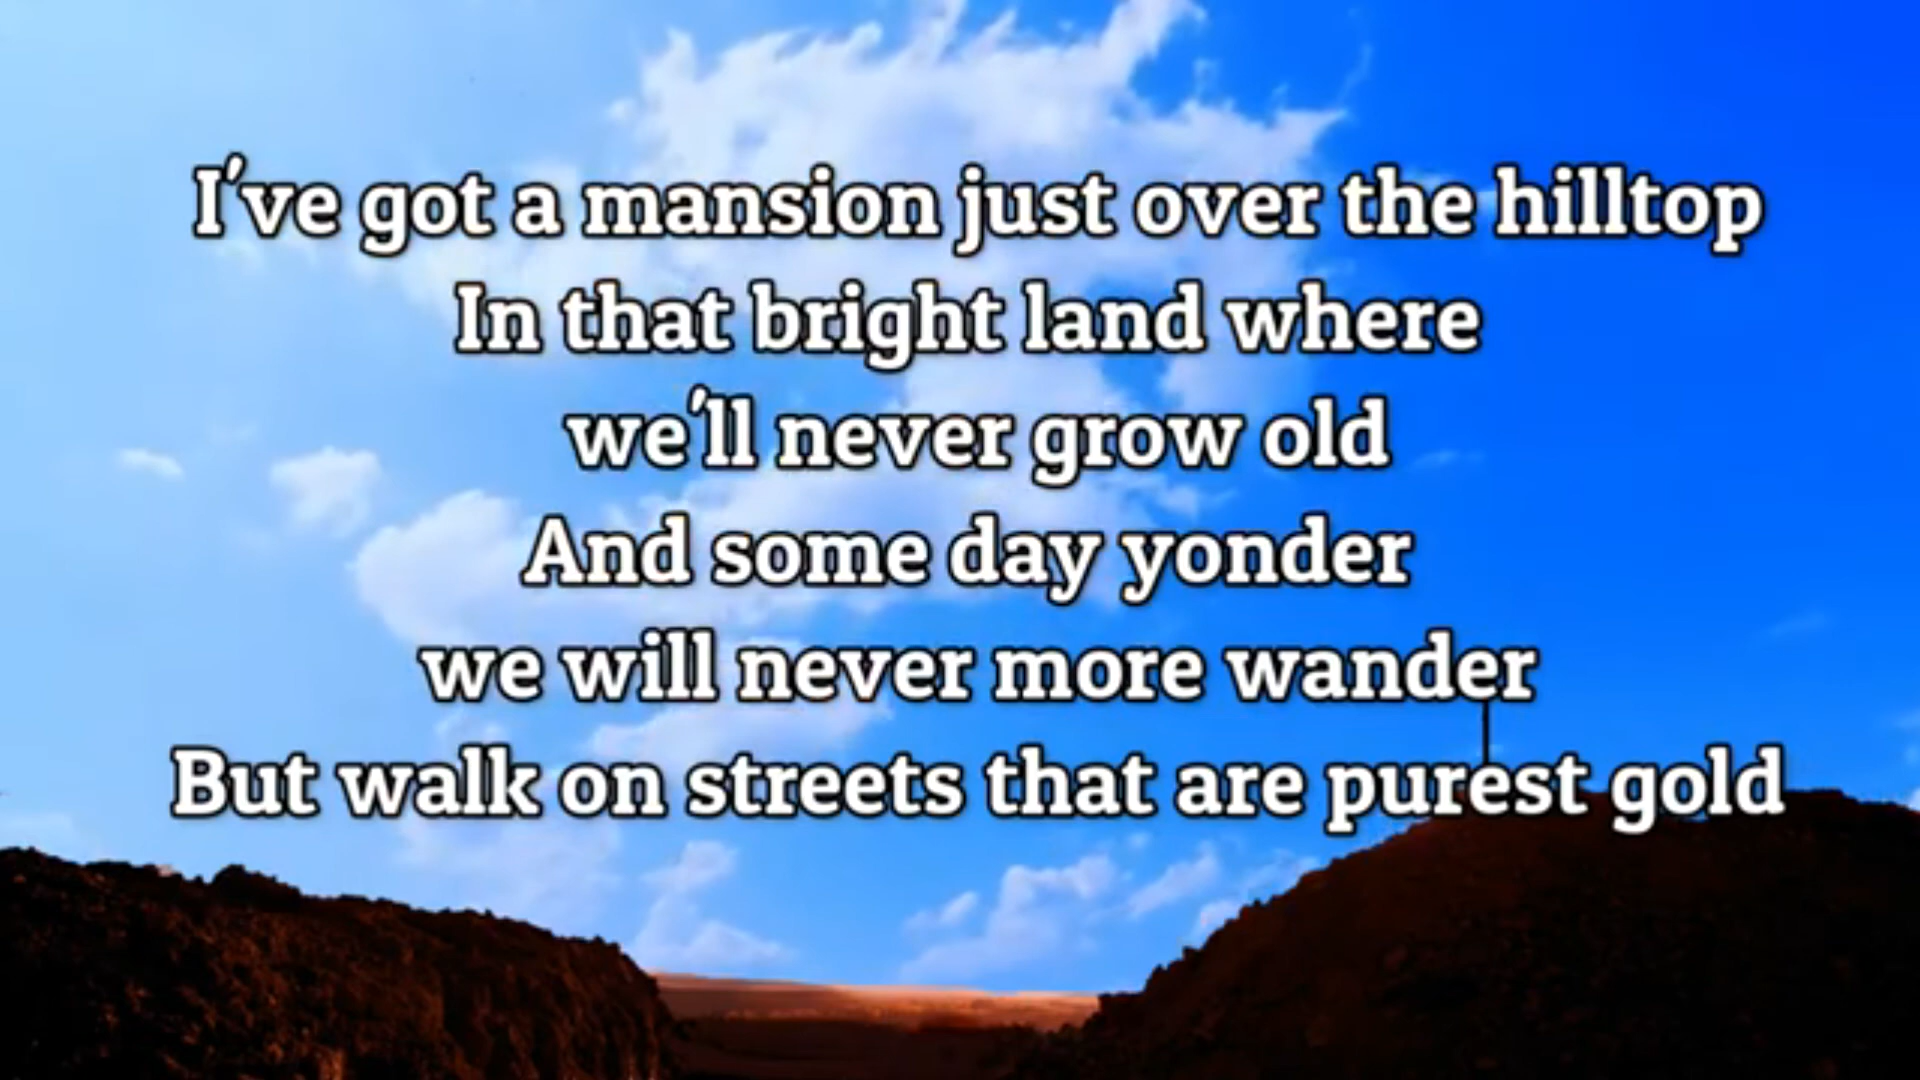 I've got a mansion just over the hilltop
In that bright land where
we'll never grow old
And some day yonder
we will never more wander
But walk on streets that are purest gold